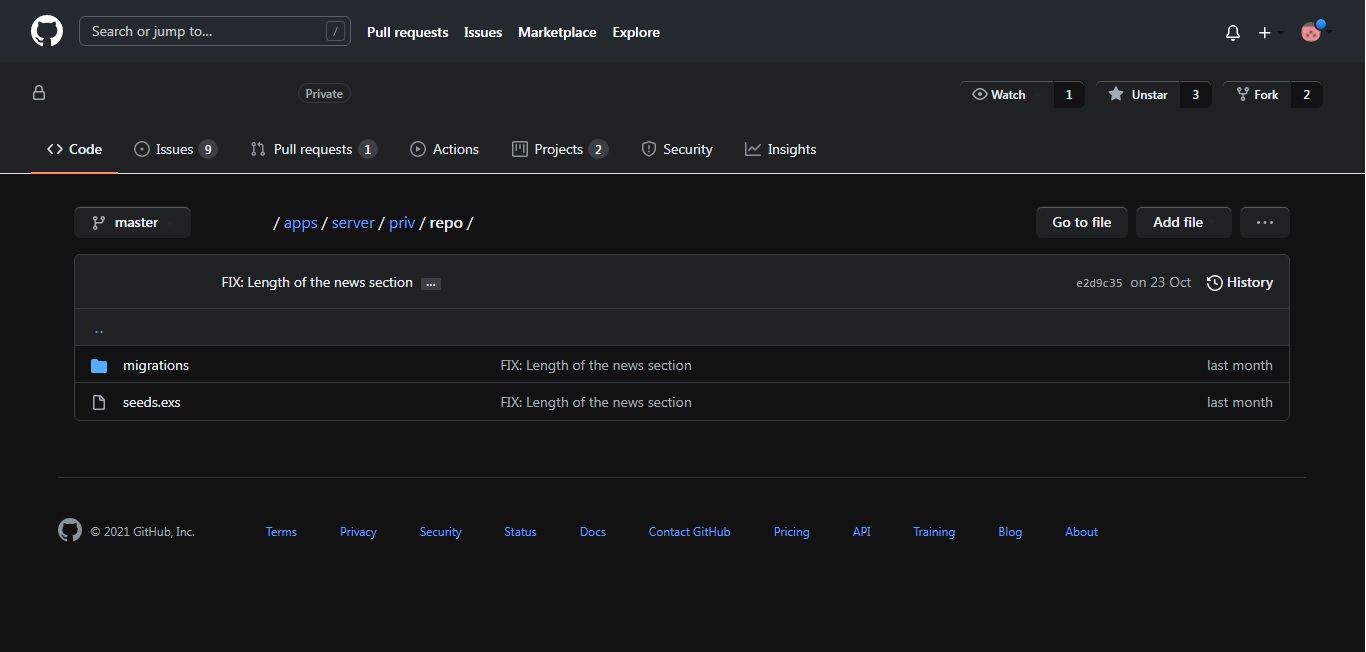 Search or jump to... / Pull requests Issues Marketplace Explore
Private Watch 1 Unstar 3 Fork 2
Code Issues 9 Pull requests 1 Actions Projects 2 Security Insights
master / apps / server / priv / repo / Go to file Add file ...
FIX: Length of the news section ... e2d9c35 on 23 Oct History
..
migrations FIX: Length of the news section last month
seeds.exs FIX: Length of the news section last month
© 2021 GitHub, Inc. Terms Privacy Security Status Docs Contact GitHub Pricing API Training Blog About